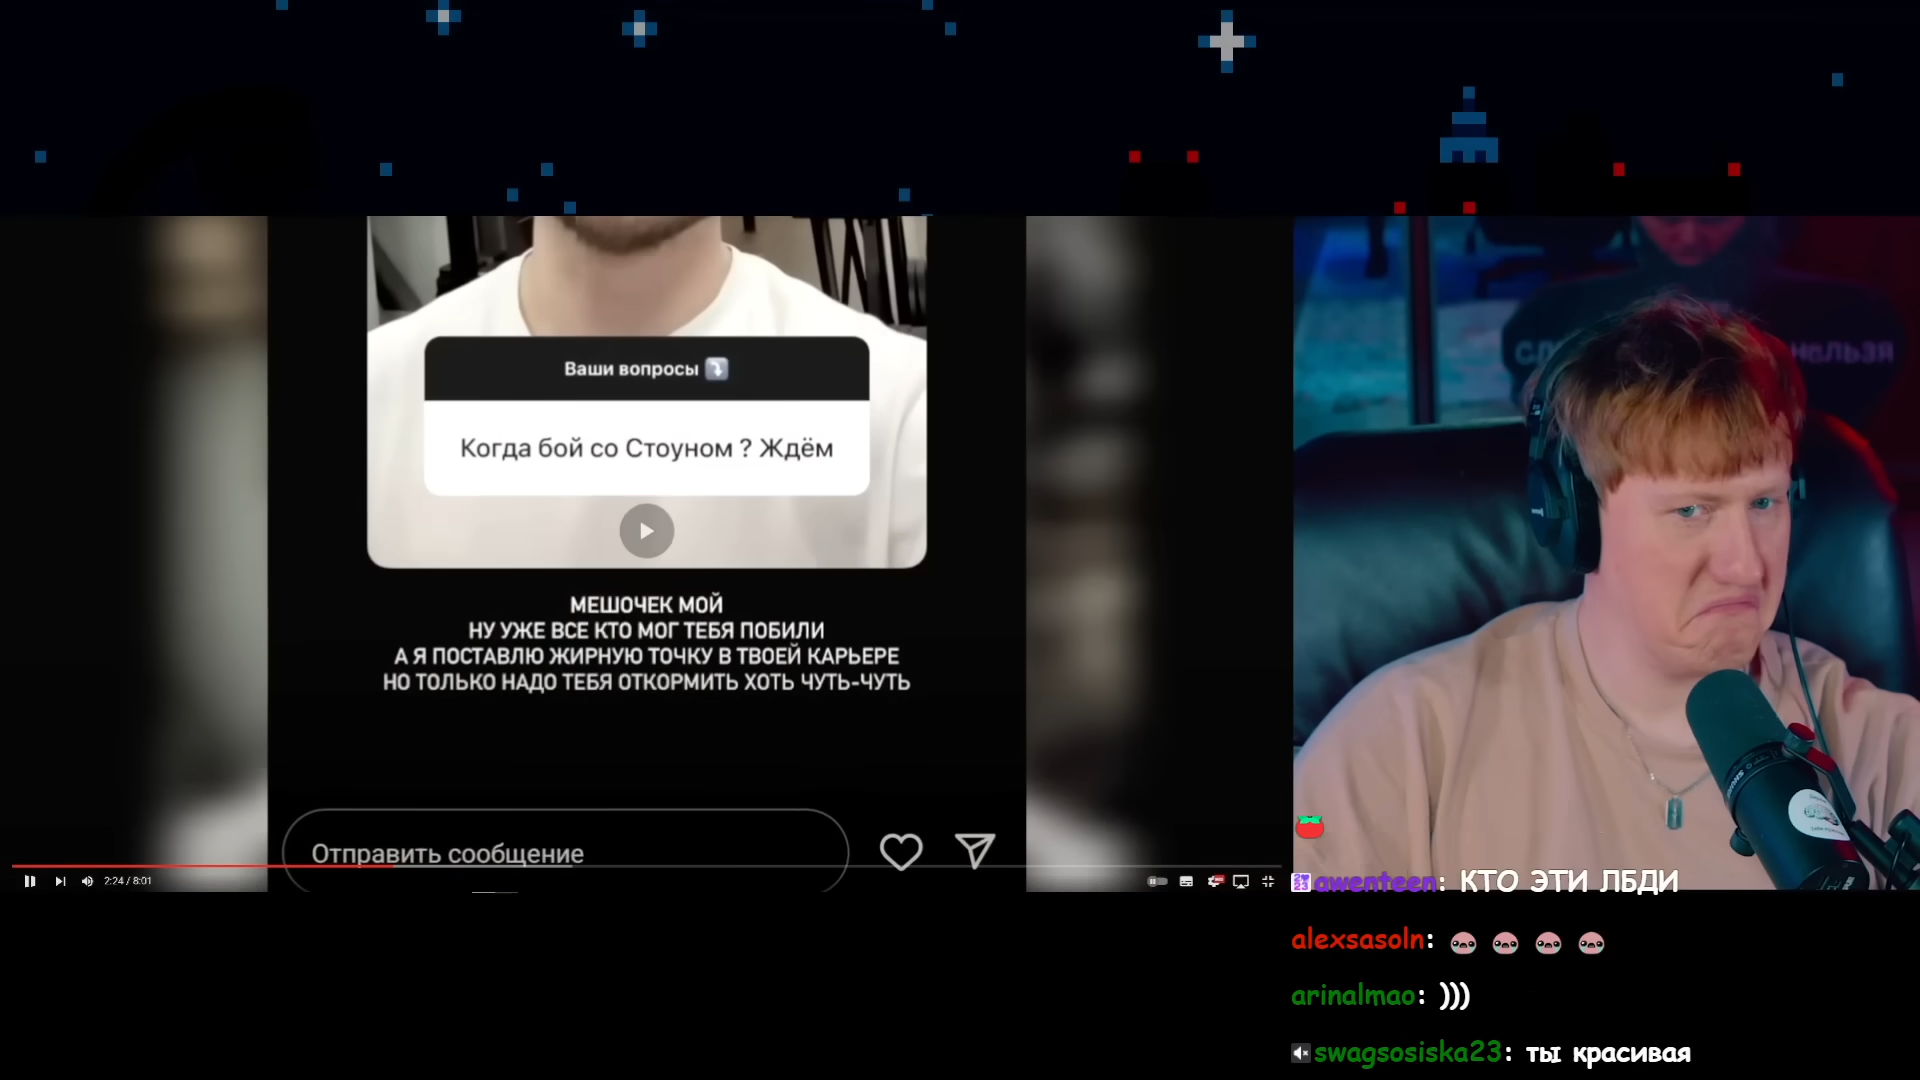 Ваши вопросы
Когда бой со Стоуном ? Ждём
МЕШОЧЕК МОЙ
НУ УЖЕ ВСЕ КТО МОГ ТЕБЯ ПОБИЛИ
А Я ПОСТАВЛЮ ЖИРНУЮ ТОЧКУ В ТВОЕЙ КАРЬЕРЕ
НО ТОЛЬКО НАДО ТЕБЯ ОТКОРМИТЬ ХОТЬ ЧУТЬ-ЧУТЬ
Отправить сообщение
2:24 / 8:01
нельзя
awenteen: КТО ЭТИ ЛБДИ
alexsasoln:
arinalmao: )))
swagsosiska23: ты красивая